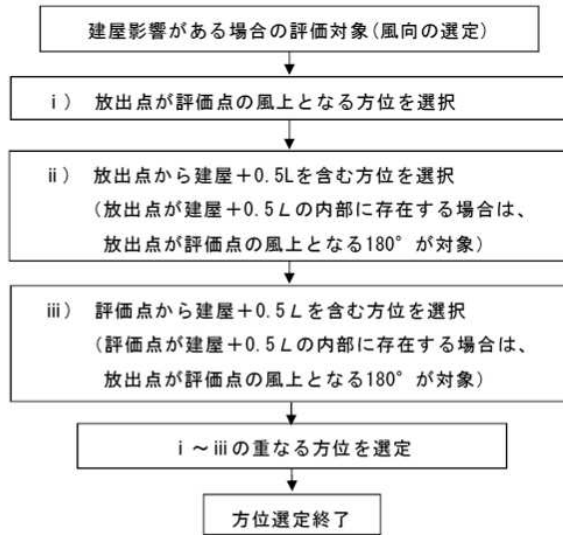 建屋影響がある場合の評価対象(風向の選定)
ⅰ) 放出点が評価点の風上となる方位を選択
ⅱ) 放出点から建屋+0.5Lを含む方位を選択
(放出点が建屋+0.5Lの内部に存在する場合は、
放出点が評価点の風上となる180°が対象)
ⅲ) 評価点から建屋+0.5Lを含む方位を選択
(評価点が建屋+0.5Lの内部に存在する場合は、
放出点が評価点の風上となる180°が対象)
ⅰ~ⅲの重なる方位を選定
方位選定終了